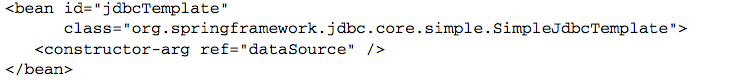 <bean id="jdbcTemplate"
class="org.springframework.jdbc.core.simple.SimpleJdbcTemplate">
<constructor-arg ref="dataSource" />
</bean>